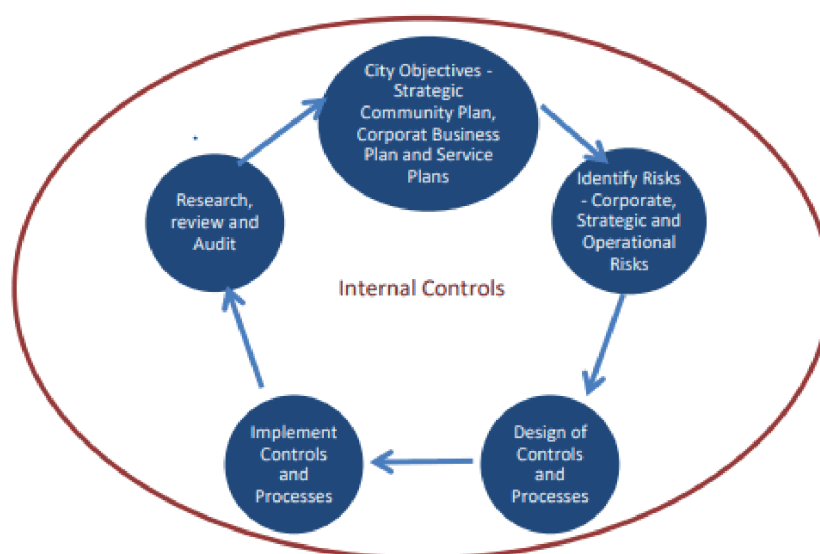 City Objectives -
Strategic
Community Plan,
Corporat Business
Plan and Service
Plans
Identify Risks
- Corporate,
Strategic and
Operational
Risks
Research,
review and
Audit
Internal Controls
Implement
Controls
and
Processes
Design of
Controls
and
Processes